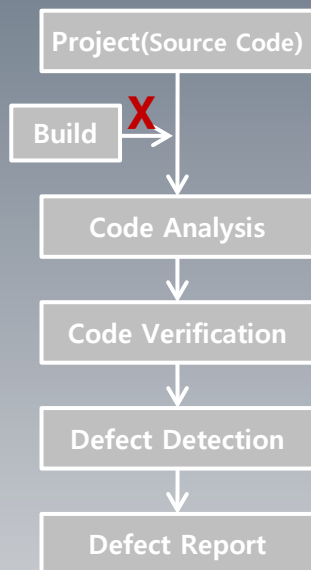 Project(Source Code)
X
Build
Code Analysis
Code Verification
Defect Detection
Defect Report